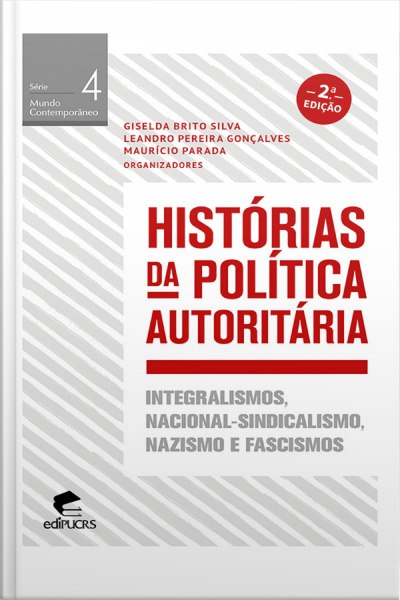 Série
Mundo
Contemporâneo
4
2.ª
EDIÇÃO
GISELDA BRITO SILVA
LEANDRO PEREIRA GONÇALVES
MAURÍCIO PARADA
ORGANIZADORES
HISTÓRIAS
DA POLÍTICA
AUTORITÁRIA
INTEGRALISMOS,
NACIONAL-SINDICALISMO,
NAZISMO E FASCISMOS
ediPUCRS